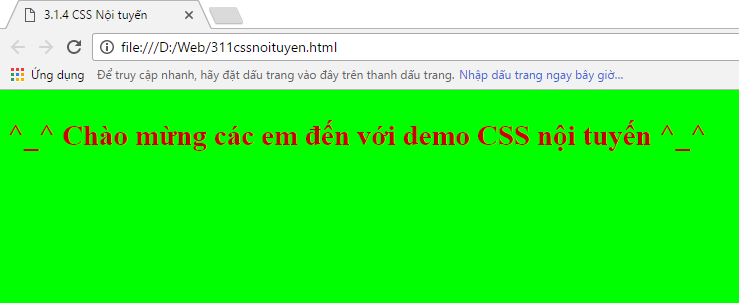 3.1.4 CSS Nội tuyến
file:///D:/Web/311cssnoituyen.html
Ứng dụng Để truy cập nhanh, hãy đặt dấu trang vào đây trên thanh dấu trang. Nhập dấu trang ngay bây giờ...
^_^ Chào mừng các em đến với demo CSS nội tuyến ^_^